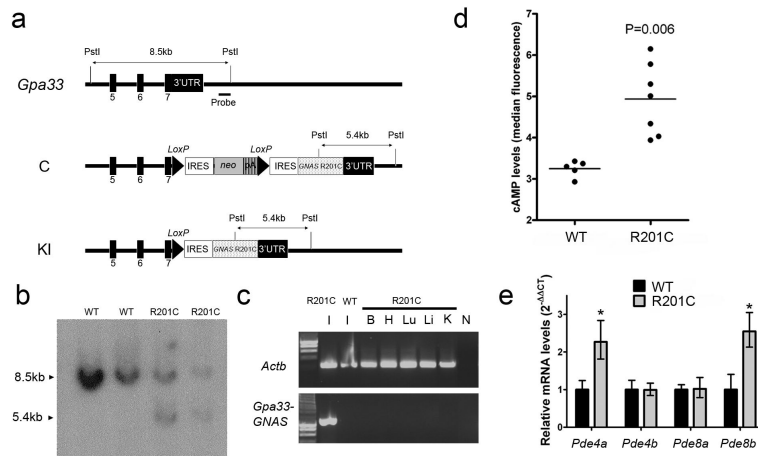 a
PstI 8.5kb PstI
Gpa33
3'UTR
5 6 7
Probe
C
LoxP LoxP PstI 5.4kb PstI
IRES neo pA IRES GNAS R201C 3'UTR
5 6 7
KI
LoxP PstI 5.4kb PstI
IRES GNAS R201C 3'UTR
5 6 7
b
WT WT R201C R201C
8.5kb
5.4kb
c
R201C WT R201C
I I B H Lu Li K N
Actb
Gpa33-
GNAS
d
P=0.006
cAMP levels (median fluorescence)
7
6
5
4
3
2
WT R201C
e
WT
R201C
Relative mRNA levels (2-ΔΔCT)
3
2
1
0
* *
Pde4a Pde4b Pde8a Pde8b